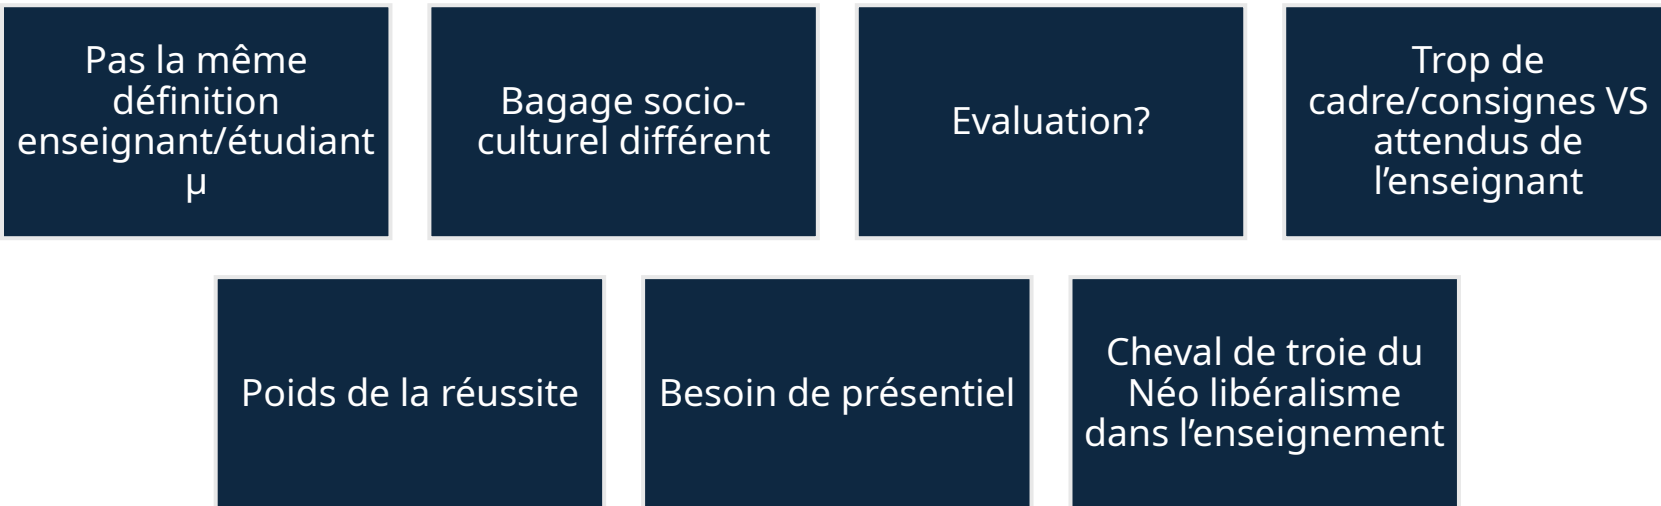 Pas la même
définition
enseignant/étudiant
µ
Bagage socio-
culturel différent
Evaluation?
Trop de
cadre/consignes VS
attendus de
l’enseignant
Poids de la réussite
Besoin de présentiel
Cheval de troie du
Néo libéralisme
dans l’enseignement